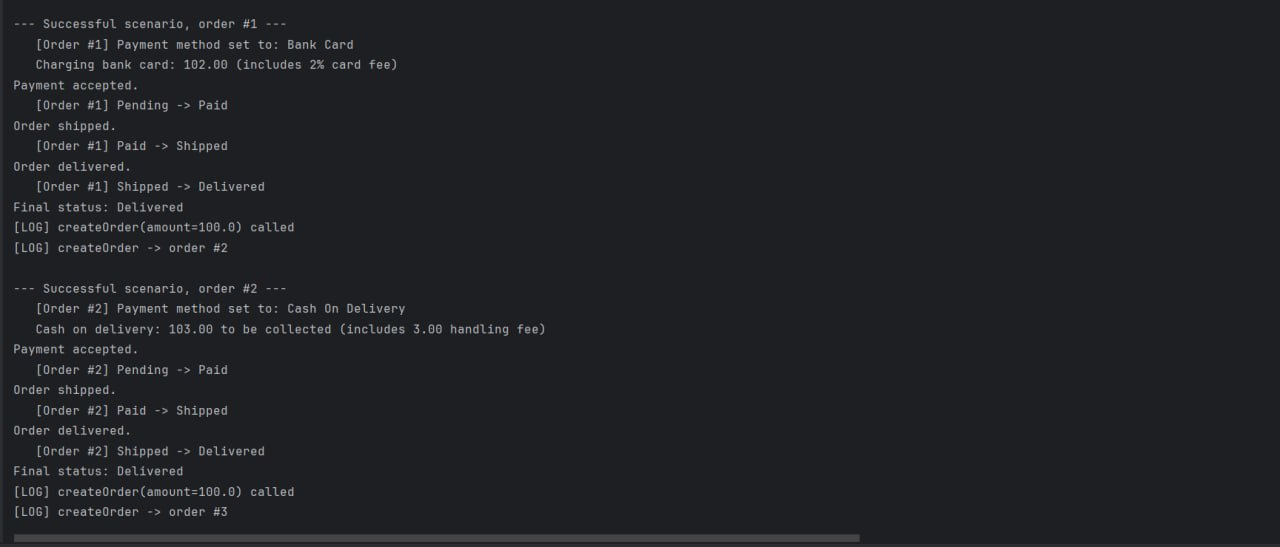 --- Successful scenario, order #1 ---
   [Order #1] Payment method set to: Bank Card
   Charging bank card: 102.00 (includes 2% card fee)
Payment accepted.
   [Order #1] Pending -> Paid
Order shipped.
   [Order #1] Paid -> Shipped
Order delivered.
   [Order #1] Shipped -> Delivered
Final status: Delivered
[LOG] createOrder(amount=100.0) called
[LOG] createOrder -> order #2

--- Successful scenario, order #2 ---
   [Order #2] Payment method set to: Cash On Delivery
   Cash on delivery: 103.00 to be collected (includes 3.00 handling fee)
Payment accepted.
   [Order #2] Pending -> Paid
Order shipped.
   [Order #2] Paid -> Shipped
Order delivered.
   [Order #2] Shipped -> Delivered
Final status: Delivered
[LOG] createOrder(amount=100.0) called
[LOG] createOrder -> order #3